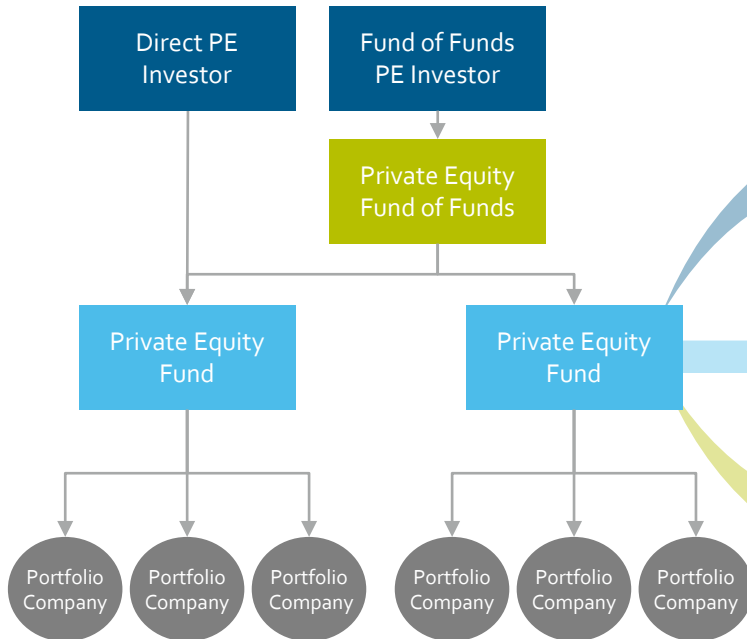 Direct PE
Investor
Fund of Funds
PE Investor
Private Equity
Fund of Funds
Private Equity
Fund
Private Equity
Fund
Portfolio
Company
Portfolio
Company
Portfolio
Company
Portfolio
Company
Portfolio
Company
Portfolio
Company